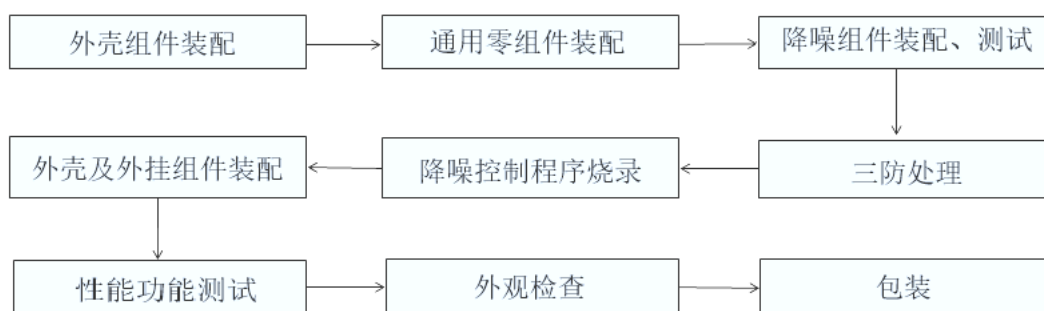 外壳组件装配
通用零组件装配
降噪组件装配、测试
三防处理
降噪控制程序烧录
外壳及外挂组件装配
性能功能测试
外观检查
包装